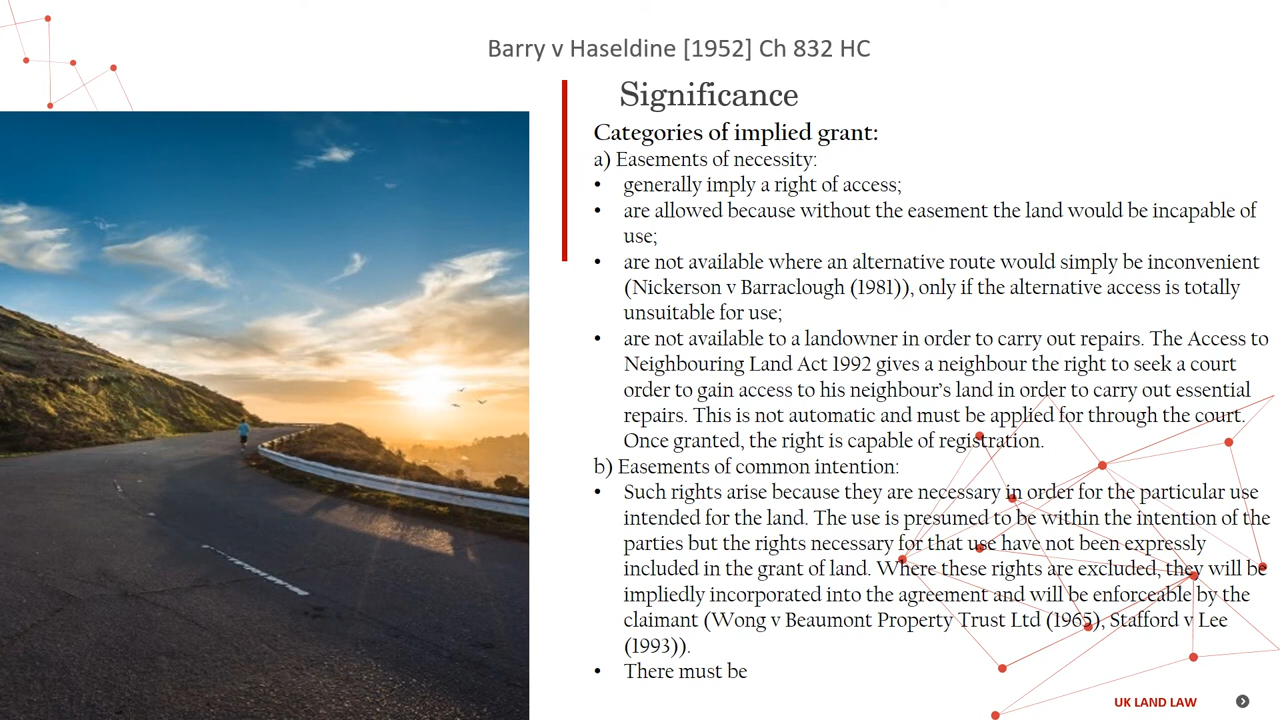 Barry v Haseldine [1952] Ch 832 HC
Significance
Categories of implied grant:
a) Easements of necessity:
• generally imply a right of access;
• are allowed because without the easement the land would be incapable of
use;
• are not available where an alternative route would simply be inconvenient
(Nickerson v Barraclough (1981)), only if the alternative access is totally
unsuitable for use;
• are not available to a landowner in order to carry out repairs. The Access to
Neighbouring Land Act 1992 gives a neighbour the right to seek a court
order to gain access to his neighbour's land in order to carry out essential
repairs. This is not automatic and must be applied for through the court.
Once granted, the right is capable of registration.
b) Easements of common intention:
• Such rights arise because they are necessary in order for the particular use
intended for the land. The use is presumed to be within the intention of the
parties but the rights necessary for that use have not been expressly
included in the grant of land. Where these rights are excluded, they will be
impliedly incorporated into the agreement and will be enforceable by the
claimant (Wong v Beaumont Property Trust Ltd (1965), Stafford v Lee
(1993)).
• There must be
UK LAND LAW